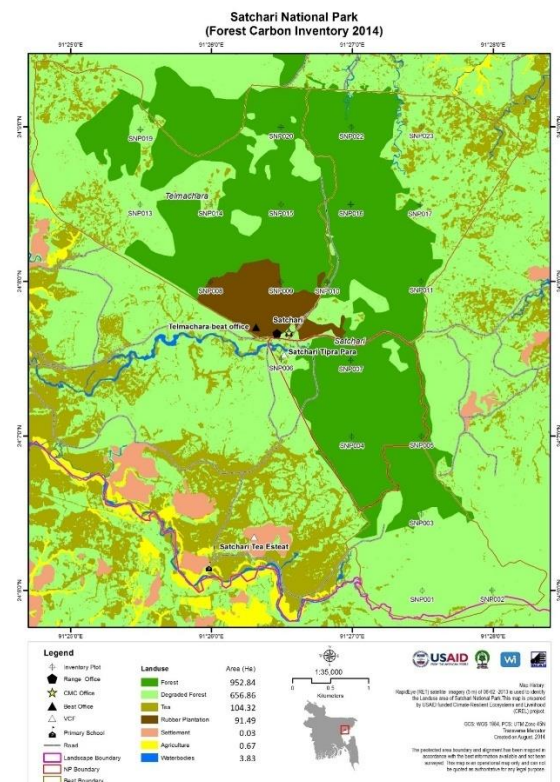 Satchari National Park
(Forest Carbon Inventory 2014)
91°25'0"E 91°26'0"E 91°27'0"E 91°28'0"E
SNP019
SNP020
SNP022
SNP023
Telmachara
SNP013
SNP014
SNP015
SNP016
SNP017
SNP008
SNP009
SNP010
SNP011
Satchari
Telmachara beat office
Satchari
Satchari Tipra Para
SNP006
SNP004
SNP005
SNP003
Satchari Tea Esteat
SNP001
SNP002
91°25'0"E 91°26'0"E 91°27'0"E 91°28'0"E
Legend
Inventory Plot
Range Office
CMC Office
Beat Office
VCF
Primary School
Road
Landscape Boundary
NP Boundary
Beat Boundary
Landuse Area (Ha)
Forest 952.84
Degraded Forest 656.86
Tea 104.32
Rubber Plantation 91.49
Settlement 0.03
Agriculture 0.67
Waterbodies 3.83
1:35,000
Kilometers
USAID
Map History: